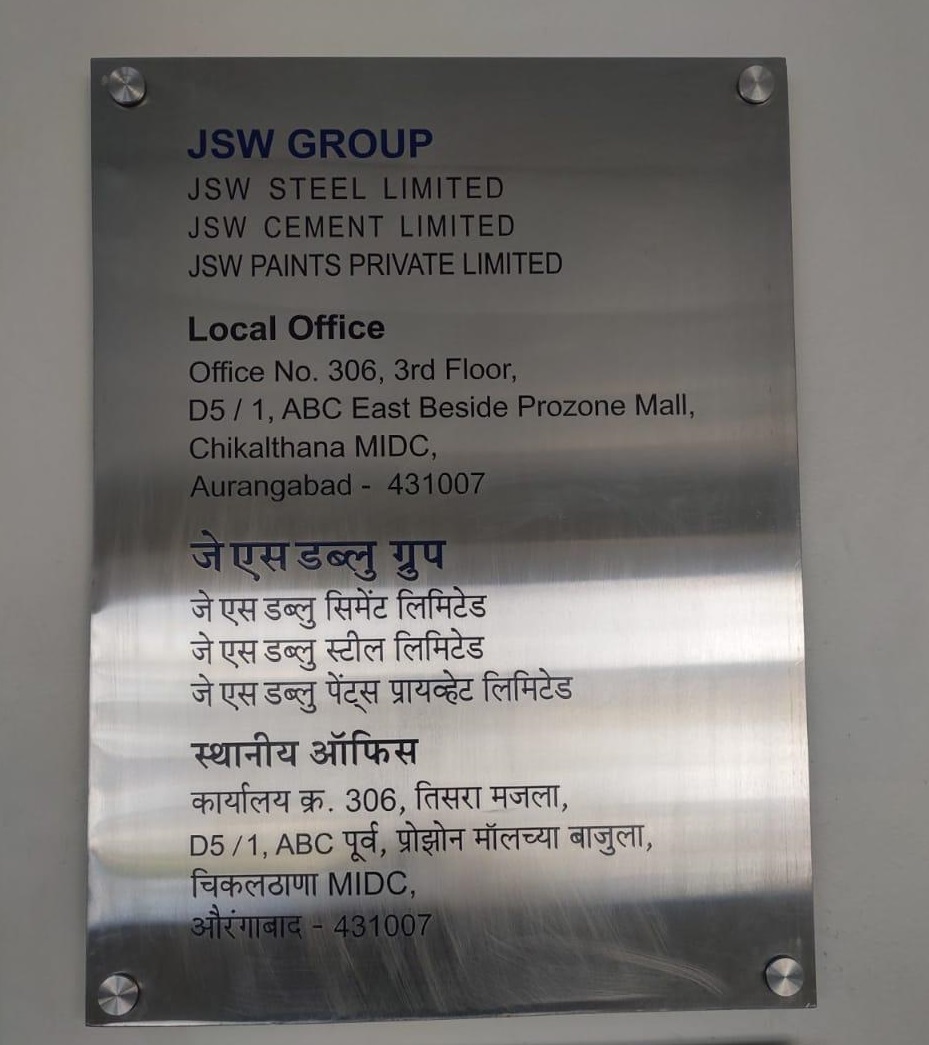 JSW GROUP
JSW STEEL LIMITED
JSW CEMENT LIMITED
JSW PAINTS PRIVATE LIMITED
Local Office
Office No. 306, 3rd Floor,
D5 / 1, ABC East Beside Prozone Mall,
Chikalthana MIDC,
Aurangabad - 431007
जे एस डब्लु ग्रुप
जे एस डब्लु सिमेंट लिमिटेड
जे एस डब्लु स्टील लिमिटेड
जे एस डब्लु पेंट्स प्रायव्हेट लिमिटेड
स्थानीय ऑफिस
कार्यालय क्र. 306, तिसरा मजला,
D5 / 1, ABC पूर्व, प्रोझोन मॉलच्या बाजुला,
चिकलठाणा MIDC,
औरंगाबाद - 431007